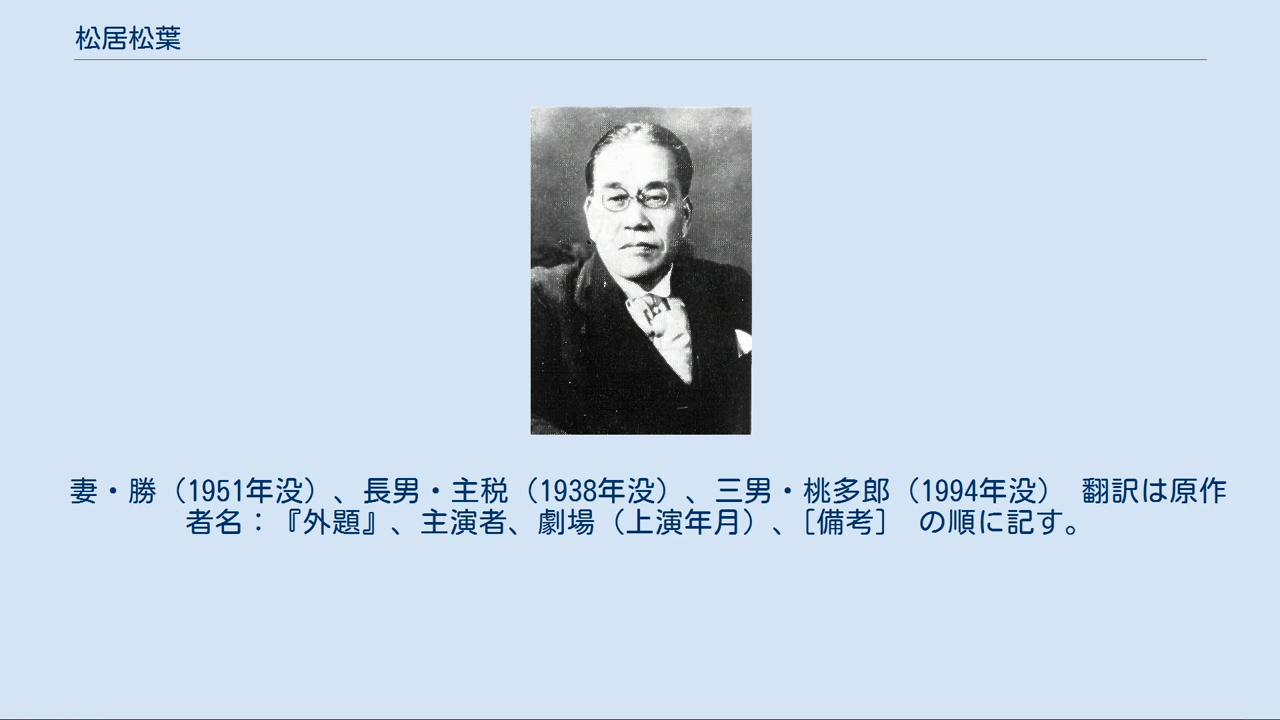 松居松葉
妻・勝（1951年没）、長男・主税（1938年没）、三男・桃多郎（1994年没） 翻訳は原作
者名：『外題』、主演者、劇場（上演年月）、［備考］ の順に記す。